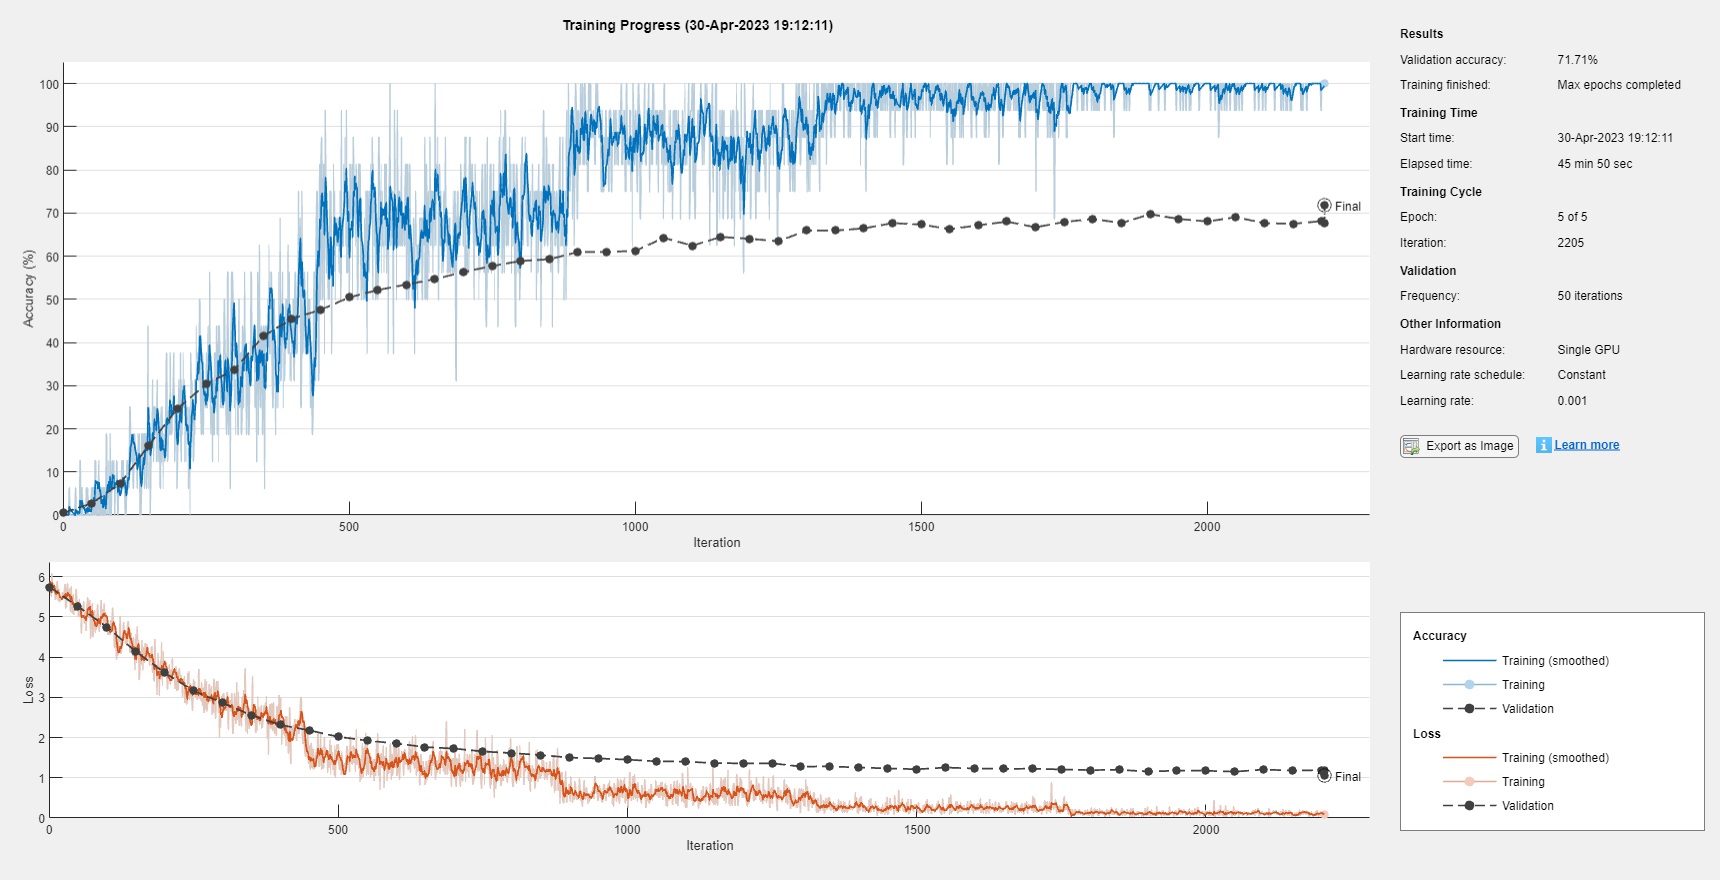 Training Progress (30-Apr-2023 19:12:11)
Accuracy (%)
100
90
80
70
60
50
40
30
20
10
0
Final
0 500 1000 1500 2000
Iteration
Loss
6
5
4
3
2
1
0
Final
0 500 1000 1500 2000
Iteration
Results
Validation accuracy: 71.71%
Training finished: Max epochs completed
Training Time
Start time: 30-Apr-2023 19:12:11
Elapsed time: 45 min 50 sec
Training Cycle
Epoch: 5 of 5
Iteration: 2205
Validation
Frequency: 50 iterations
Other Information
Hardware resource: Single GPU
Learning rate schedule: Constant
Learning rate: 0.001
Export as Image i Learn more
Accuracy
Training (smoothed)
Training
Validation
Loss
Training (smoothed)
Training
Validation